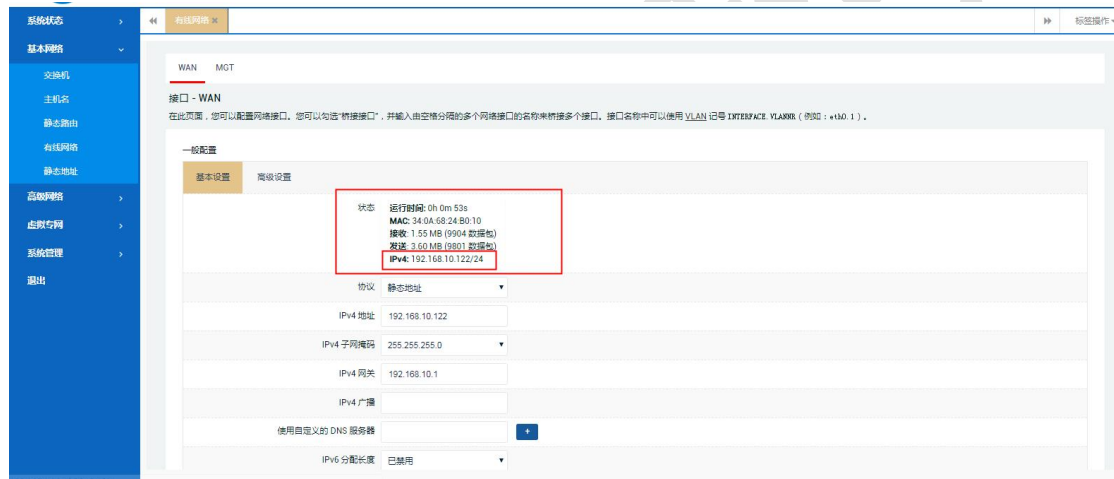 系统状态
有线网络
标签操作
基本网络
交换机
主机名
静态路由
有线网络
静态地址
高级网络
虚拟专网
系统管理
退出
WAN MGT
接口 - WAN
在此页面，您可以配置网络接口。您可以勾选“桥接接口”，并输入由空格分隔的多个网络接口的名称来桥接多个接口。接口名称中可以使用 VLAN 记号 INTERFACE.VLANNR（例如：eth0.1）。
一般配置
基本设置 高级设置
状态 运行时间: 0h 0m 53s
MAC: 34:0A:68:24:B0:10
接收: 1.55 MB (9904 数据包)
发送: 3.60 MB (9801 数据包)
IPv4: 192.168.10.122/24
协议 静态地址
IPv4 地址 192.168.10.122
IPv4 子网掩码 255.255.255.0
IPv4 网关 192.168.10.1
IPv4 广播
使用自定义的 DNS 服务器 +
IPv6 分配长度 已禁用